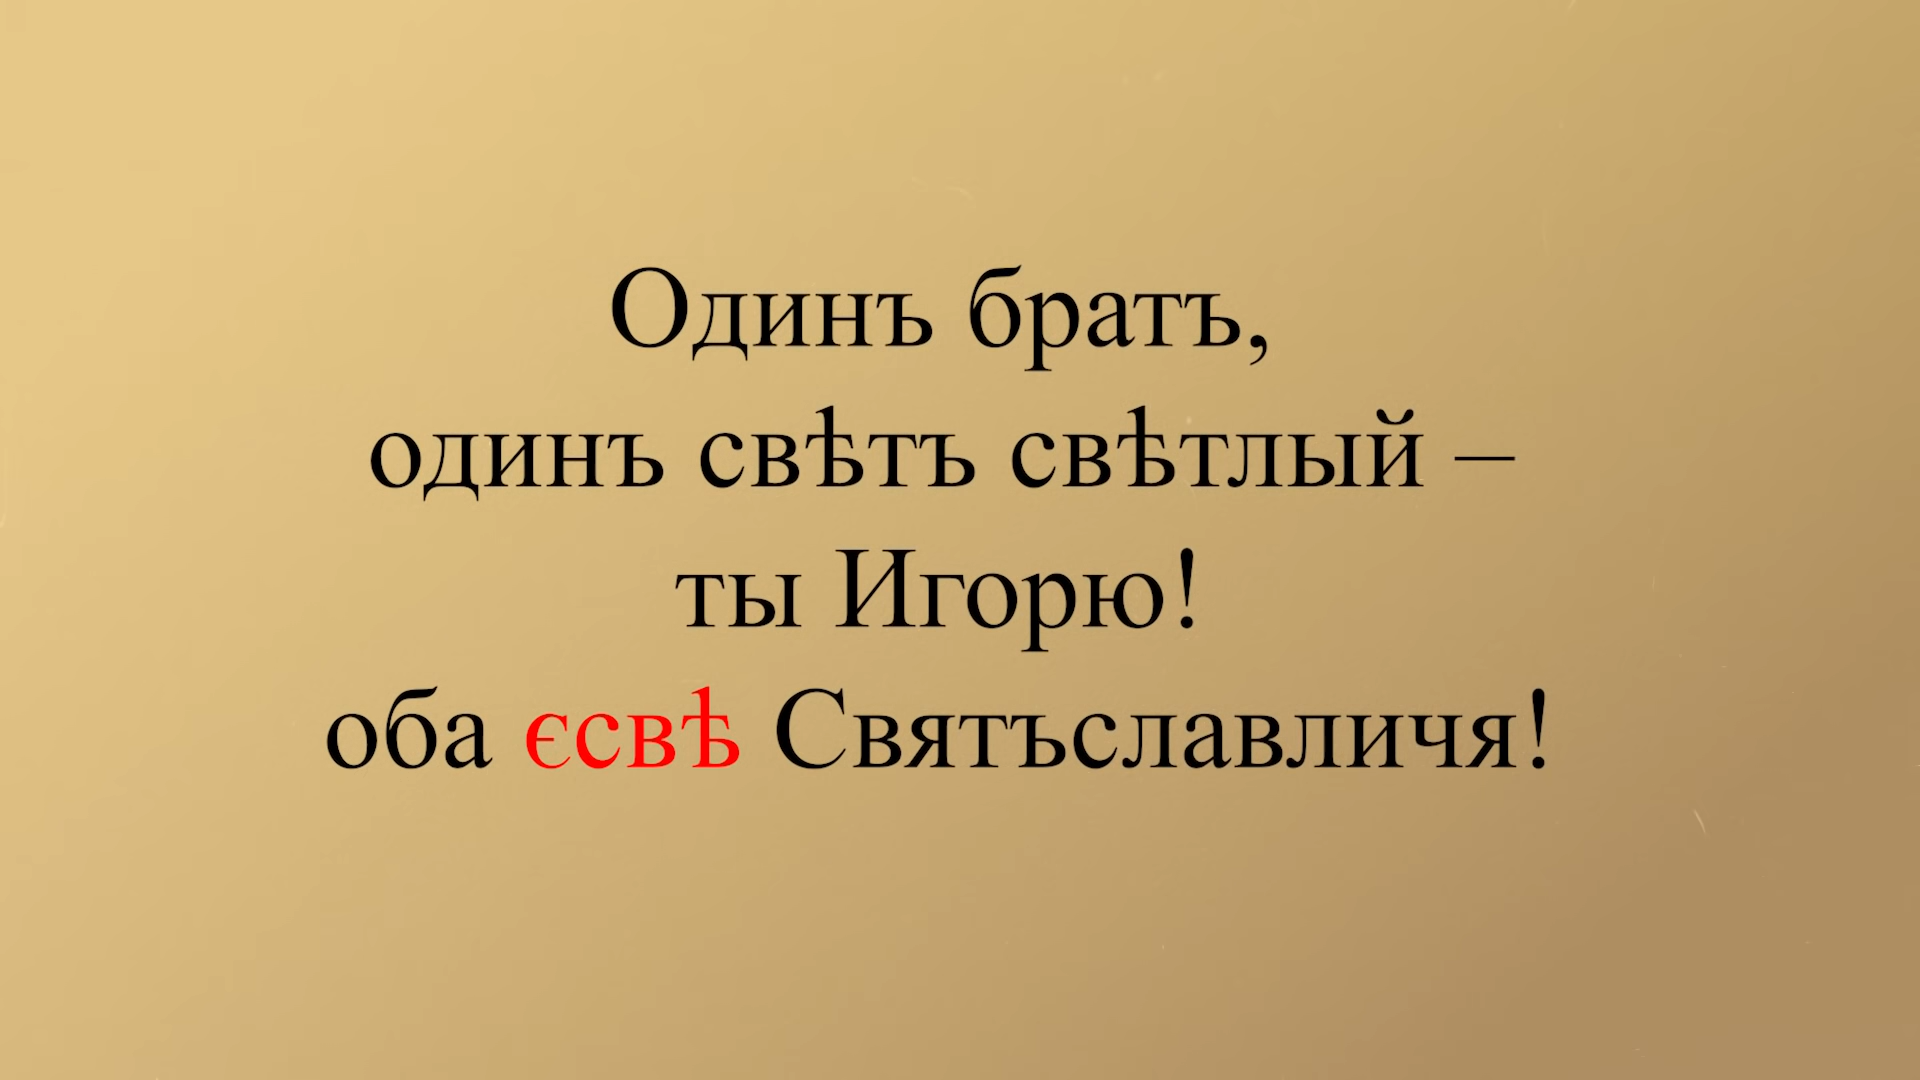 Одинъ братъ,
одинъ свѣтъ свѣтлый –
ты Игорю!
оба єсвѣ Святъславличя!